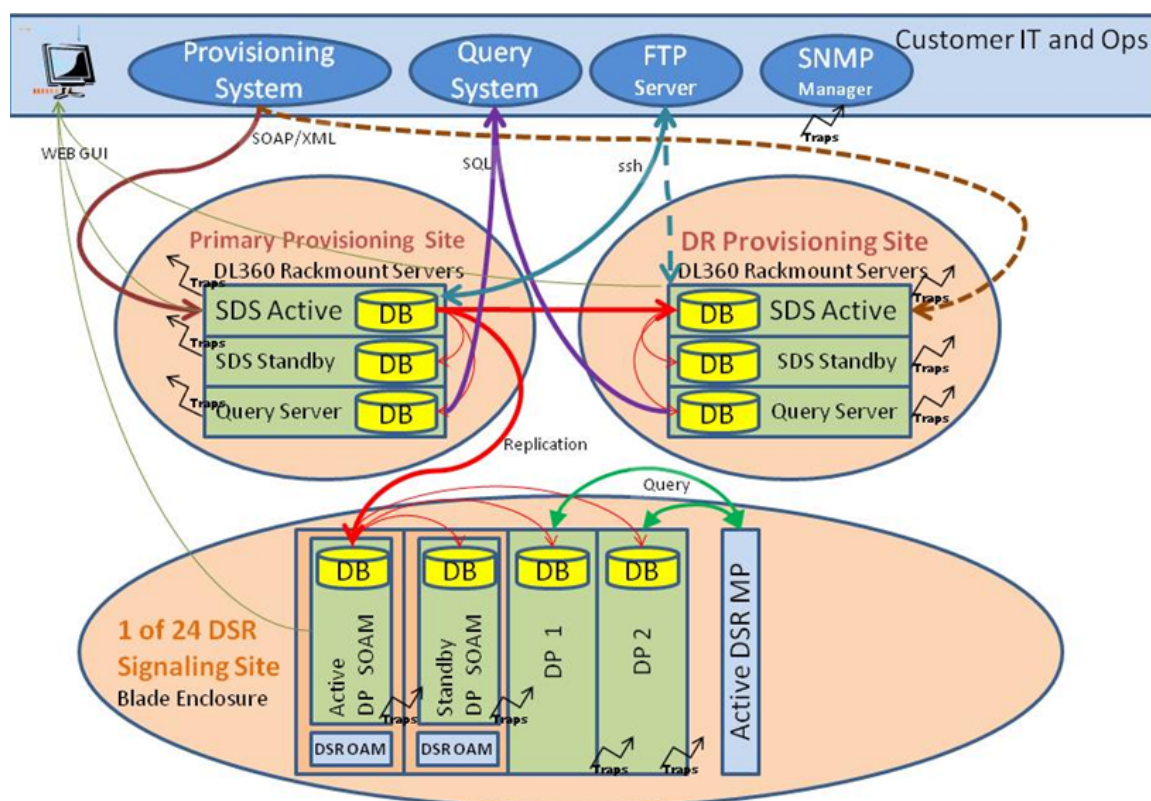 Customer IT and Ops
Provisioning
System
Query
System
FTP
Server
SNMP
Manager
Traps
WEB GUI
SOAP/XML
SQL
ssh
Primary Provisioning Site
DL360 Rackmount Servers
Traps
SDS Active
DB
Traps
SDS Standby
DB
Traps
Query Server
DB
DR Provisioning Site
DL360 Rackmount Servers
Traps
DB
SDS Active
DB
SDS Standby
Traps
DB
Query Server
Traps
Replication
Query
1 of 24 DSR
Signaling Site
Blade Enclosure
DB
Active
DP SOAM
Traps
DSR OAM
DB
Standby
DP SOAM
Traps
DSR OAM
DB
DP 1
Traps
DB
DP 2
Traps
Active DSR MP